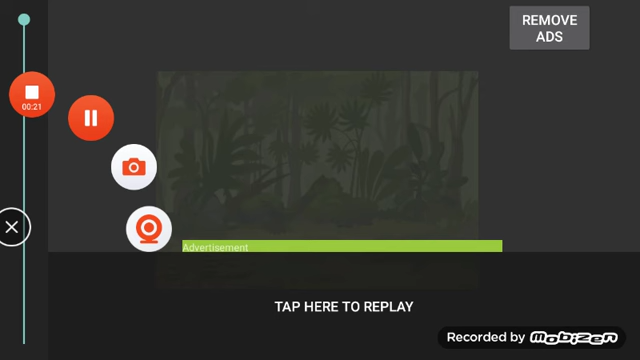 REMOVE
ADS
00:21
Advertisement
TAP HERE TO REPLAY
Recorded by mobizen